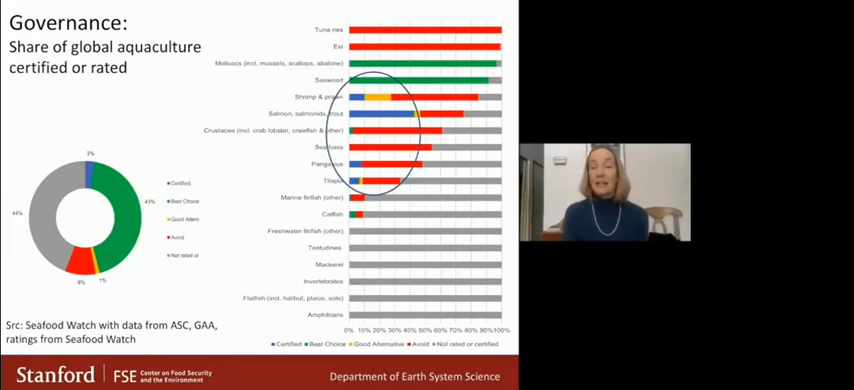 Governance:
Share of global aquaculture
certified or rated
3%
43%
1%
9%
44%
Certified
Best Choice
Good Altern
Avoid
Not rated or
Tuna nes
Eel
Molluscs (incl. mussels, scallops, abalone)
Seaweed
Shrimp & prawn
Salmon, salmonids, trout
Crustacea (incl. crab lobster, crawfish & other)
Sea bass
Pangasius
Tilapia
Marine finfish (other)
Catfish
Freshwater finfish (other)
Testudines
Mackerel
Invertebrates
Flatfish (incl. halibut, plaice, sole)
Amphibians
0% 10% 20% 30% 40% 50% 60% 70% 80% 90%100%
Certified Best Choice Good Alternative Avoid Not rated or certified
Src: Seafood Watch with data from ASC, GAA,
ratings from Seafood Watch
Stanford FSE Center on Food Security
and the Environment
Department of Earth System Science